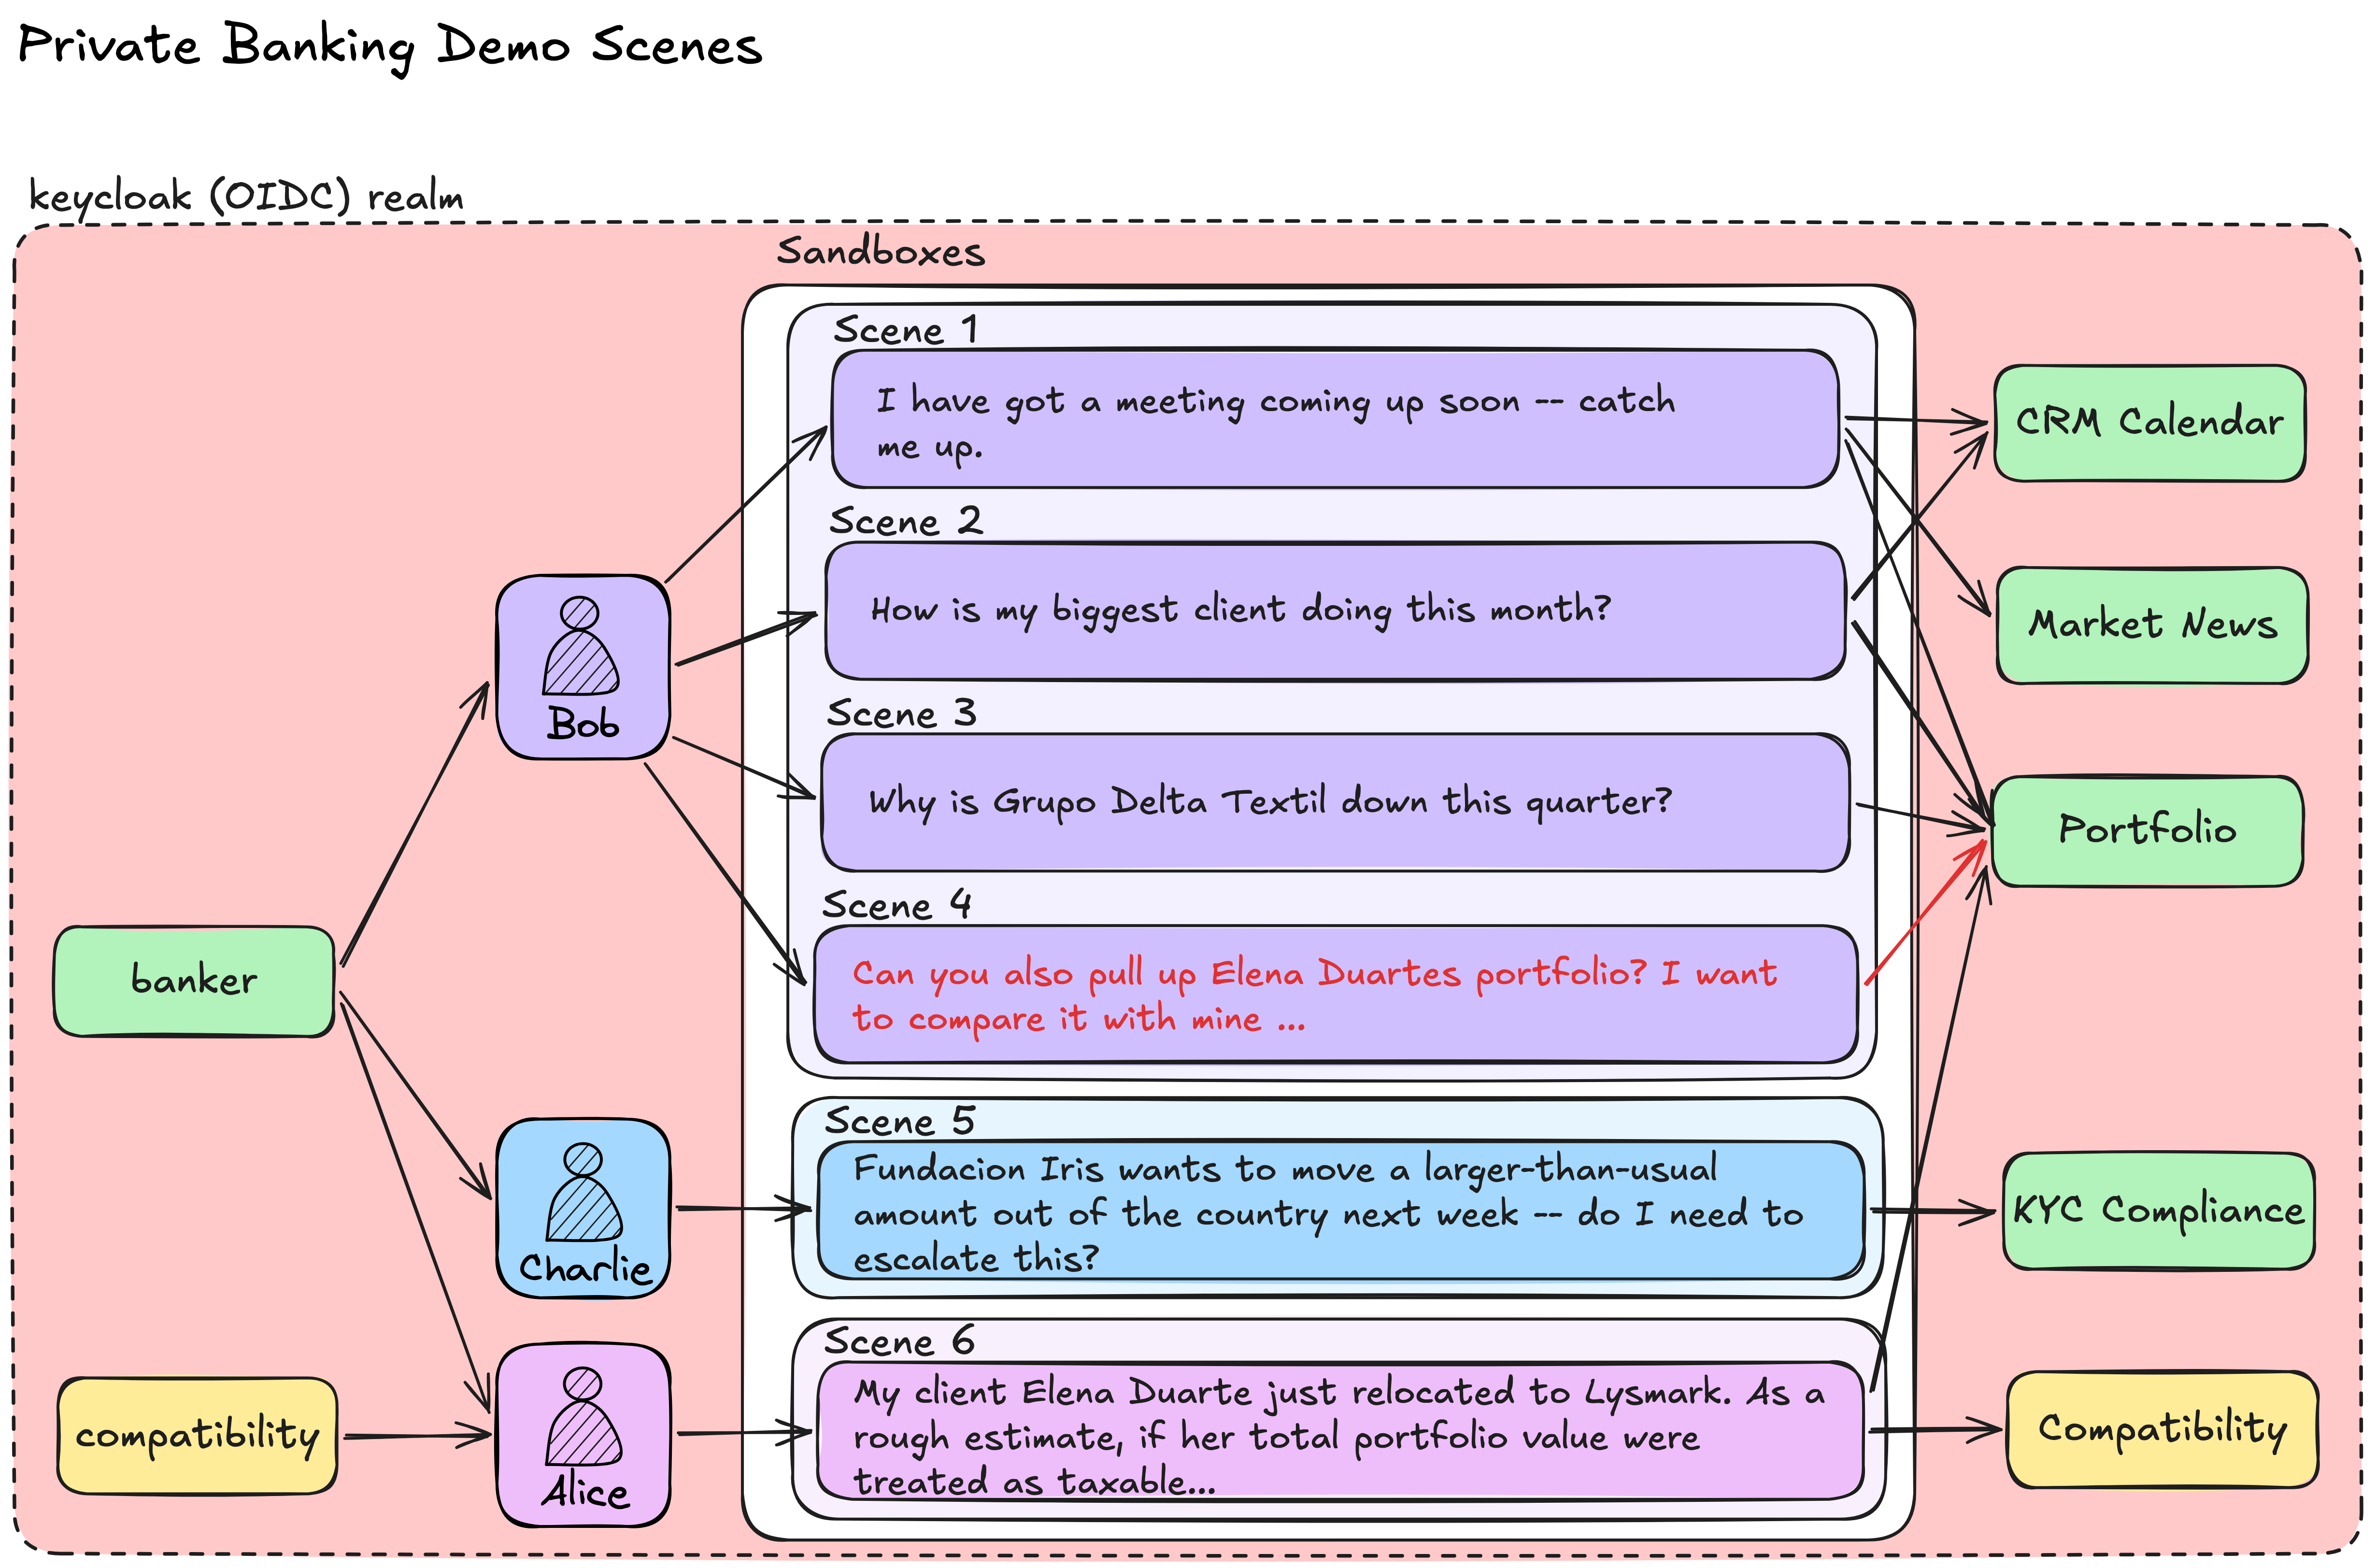 Private Banking Demo Scenes
keycloak (OIDC) realm
Sandboxes
Scene 1
I have got a meeting coming up soon -- catch
me up.
Scene 2
How is my biggest client doing this month?
Scene 3
Why is Grupo Delta Textil down this quarter?
Scene 4
Can you also pull up Elena Duartes portfolio? I want
to compare it with mine ...
Scene 5
Fundacion Iris wants to move a larger-than-usual
amount out of the country next week -- do I need to
escalate this?
Scene 6
My client Elena Duarte just relocated to Lysmark. As a
rough estimate, if her total portfolio value were
treated as taxable...
banker
compatibility
Bob
Charlie
Alice
CRM Calendar
Market News
Portfolio
KYC Compliance
Compatibility